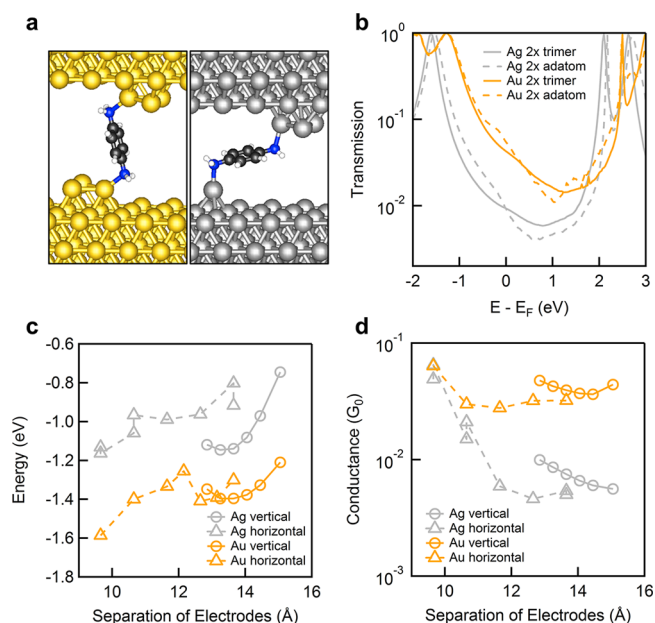 a
b
10⁰
10⁻¹
10⁻²
Transmission
Ag 2x trimer
Ag 2x adatom
Au 2x trimer
Au 2x adatom
-2
-1
0
1
2
3
E - E_F (eV)
c
-0.6
-0.8
-1.0
-1.2
-1.4
-1.6
-1.8
Energy (eV)
Ag vertical
Ag horizontal
Au vertical
Au horizontal
10
12
14
16
Separation of Electrodes (Å)
d
10⁻¹
10⁻²
10⁻³
Conductance (G₀)
Ag vertical
Ag horizontal
Au vertical
Au horizontal
10
12
14
16
Separation of Electrodes (Å)